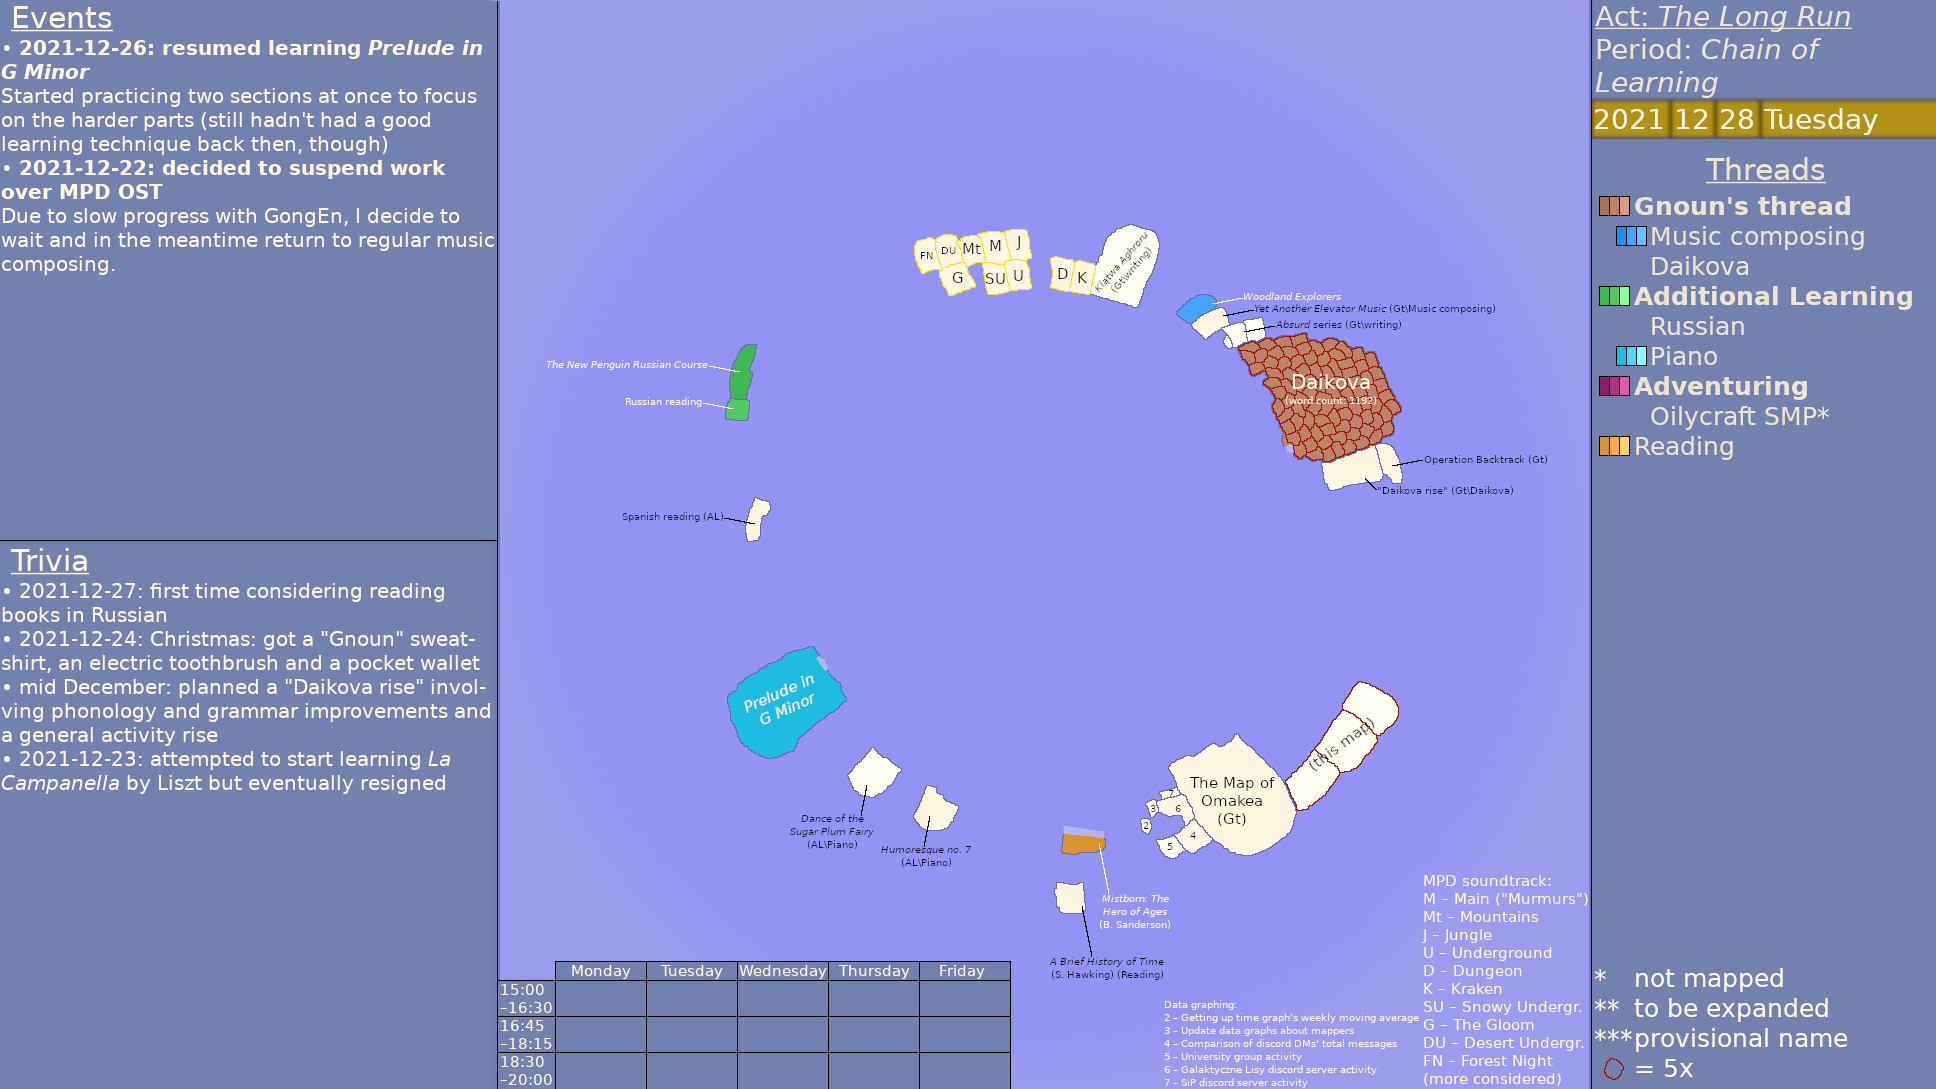 Events
• 2021-12-26: resumed learning Prelude in
G Minor
Started practicing two sections at once to focus
on the harder parts (still hadn't had a good
learning technique back then, though)
• 2021-12-22: decided to suspend work
over MPD OST
Due to slow progress with GongEn, I decide to
wait and in the meantime return to regular music
composing.
Trivia
• 2021-12-27: first time considering reading
books in Russian
• 2021-12-24: Christmas: got a "Gnoun" sweat-
shirt, an electric toothbrush and a pocket wallet
• mid December: planned a "Daikova rise" invol-
ving phonology and grammar improvements and
a general activity rise
• 2021-12-23: attempted to start learning La
Campanella by Liszt but eventually resigned
FN
DU
Mt
M
J
G
SU
U
D
K
Klątwa Aghroru
(Gt\writing)
Woodland Explorers
Yet Another Elevator Music (Gt\Music composing)
Absurd series (Gt\writing)
Daikova
(word count: 1192)
Operation Backtrack (Gt)
"Daikova rise" (Gt\Daikova)
The New Penguin Russian Course
Russian reading
Spanish reading (AL)
Prelude in
G Minor
Dance of the
Sugar Plum Fairy
(AL\Piano)
Humoresque no. 7
(AL\Piano)
(this map)
The Map of
Omakea
(Gt)
7
3
6
2
4
5
Mistborn: The
Hero of Ages
(B. Sanderson)
A Brief History of Time
(S. Hawking) (Reading)
Monday Tuesday Wednesday Thursday Friday
15:00
–16:30
16:45
–18:15
18:30
–20:00
Data graphing:
2 – Getting up time graph's weekly moving average
3 – Update data graphs about mappers
4 – Comparison of discord DMs' total messages
5 – University group activity
6 – Galaktyczne Lisy discord server activity
7 – SiP discord server activity
MPD soundtrack:
M – Main ("Murmurs")
Mt – Mountains
J – Jungle
U – Underground
D – Dungeon
K – Kraken
SU – Snowy Undergr.
G – The Gloom
DU – Desert Undergr.
FN – Forest Night
(more considered)
Act: The Long Run
Period: Chain of
Learning
2021 12 28 Tuesday
Threads
Gnoun's thread
Music composing
Daikova
Additional Learning
Russian
Piano
Adventuring
Oilycraft SMP*
Reading
* not mapped
** to be expanded
*** provisional name
= 5x